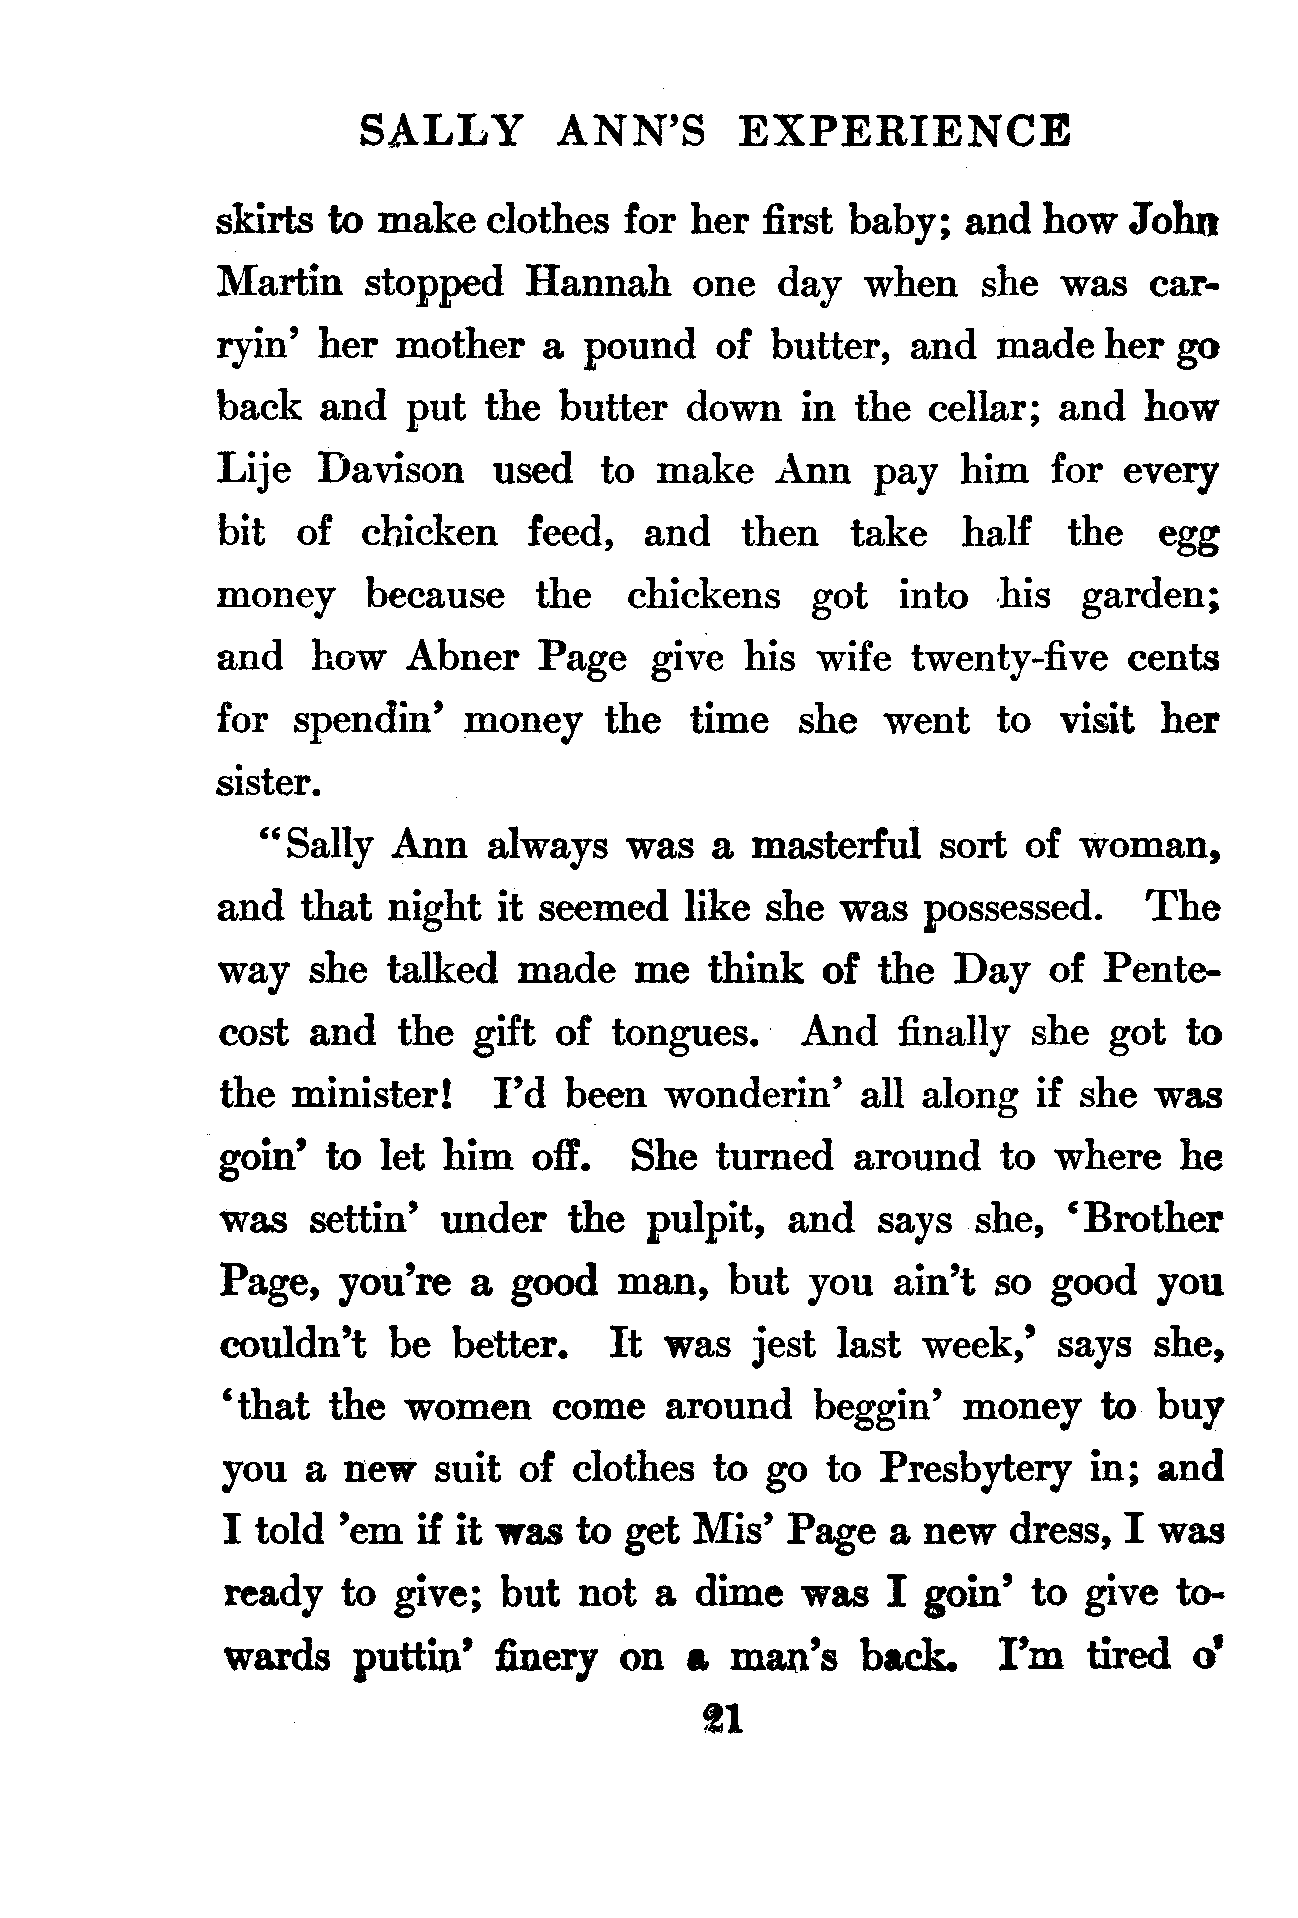 SALLY ANN'S EXPERIENCE
skirts to make clothes for her first baby; and how John
Martin stopped Hannah one day when she was car-
ryin' her mother a pound of butter, and made her go
back and put the butter down in the cellar; and how
Lije Davison used to make Ann pay him for every
bit of chicken feed, and then take half the egg
money because the chickens got into his garden;
and how Abner Page give his wife twenty-five cents
for spendin' money the time she went to visit her
sister.
“Sally Ann always was a masterful sort of woman,
and that night it seemed like she was possessed. The
way she talked made me think of the Day of Pente-
cost and the gift of tongues. And finally she got to
the minister! I'd been wonderin' all along if she was
goin' to let him off. She turned around to where he
was settin' under the pulpit, and says she, ‘Brother
Page, you're a good man, but you ain't so good you
couldn't be better. It was jest last week,’ says she,
‘that the women come around beggin' money to buy
you a new suit of clothes to go to Presbytery in; and
I told 'em if it was to get Mis' Page a new dress, I was
ready to give; but not a dime was I goin' to give to-
wards puttin' finery on a man's back. I'm tired o'
21